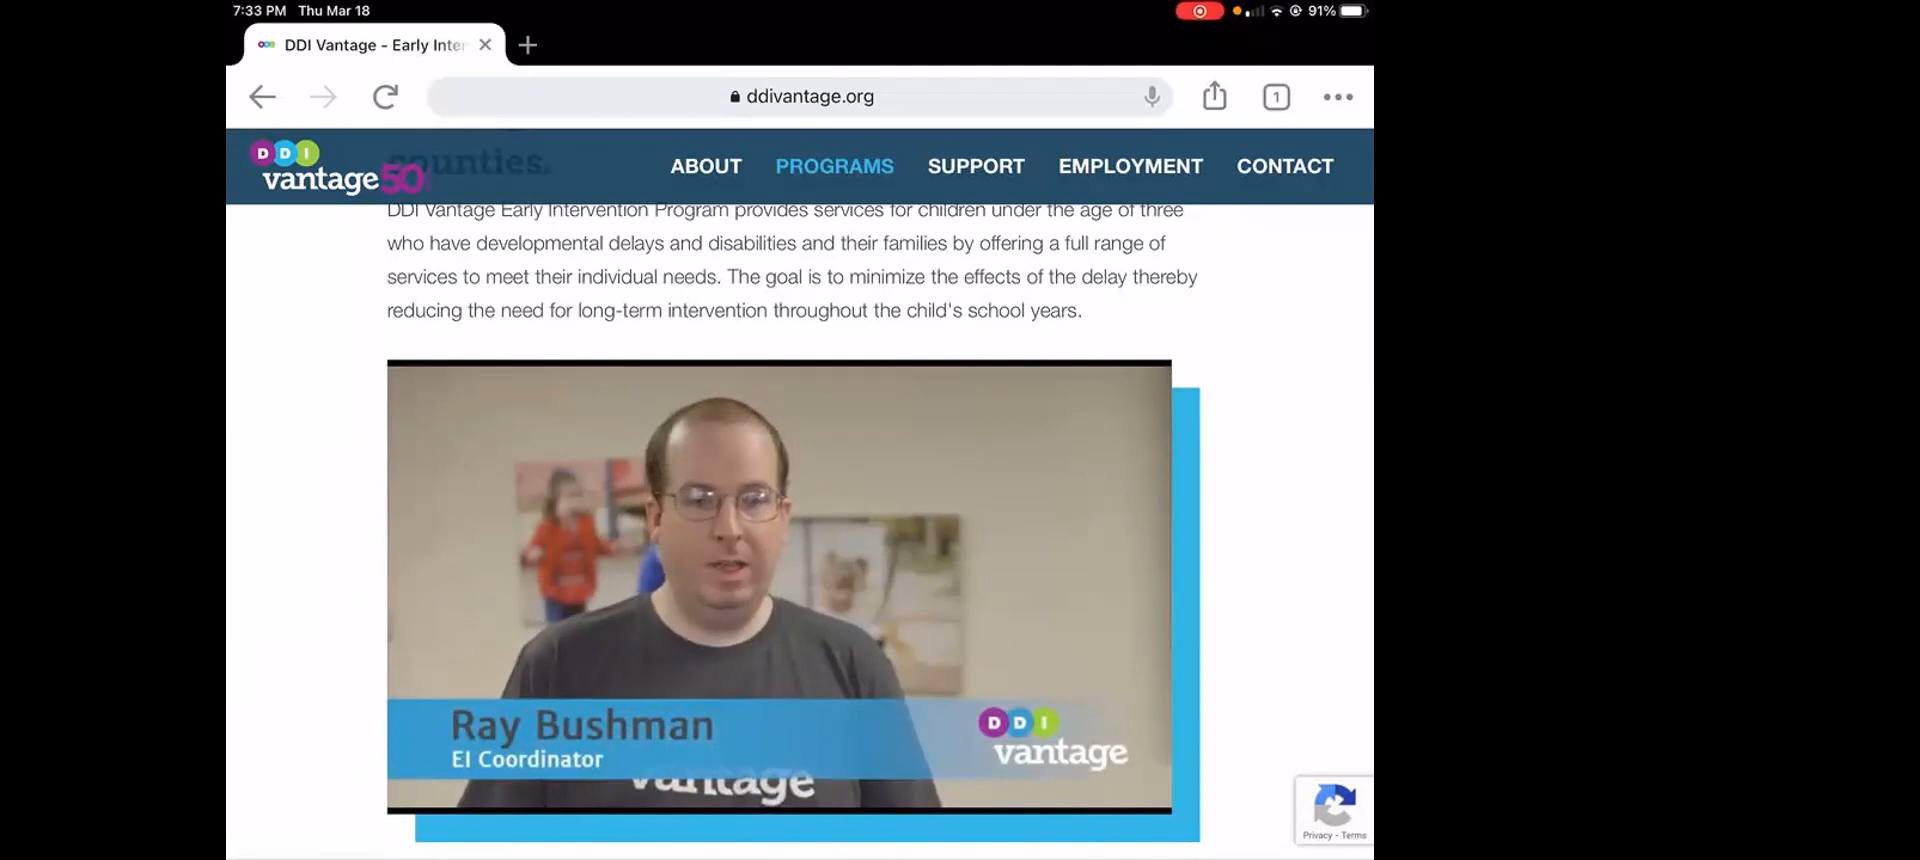 7:33 PM Thu Mar 18
91%
DDI Vantage - Early Inter
ddivantage.org
1
DDI
vantage50
counties.
ABOUT PROGRAMS SUPPORT EMPLOYMENT CONTACT
DDI Vantage Early Intervention Program provides services for children under the age of three
who have developmental delays and disabilities and their families by offering a full range of
services to meet their individual needs. The goal is to minimize the effects of the delay thereby
reducing the need for long-term intervention throughout the child's school years.
Ray Bushman
EI Coordinator
DDI
vantage
vantage
Privacy - Terms